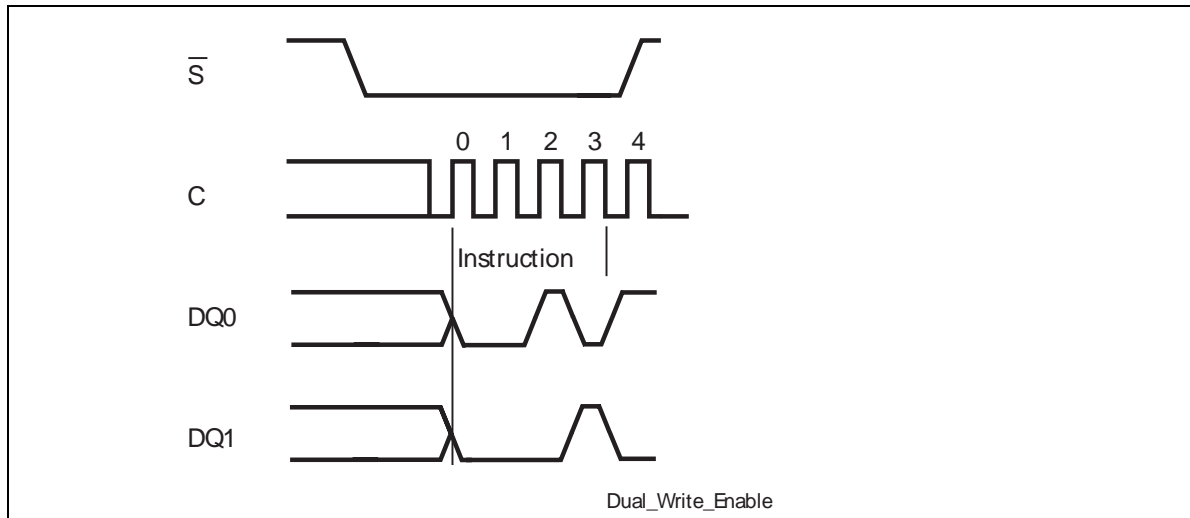 S̅
0 1 2 3 4
C
Instruction
DQ0
DQ1
Dual_Write_Enable